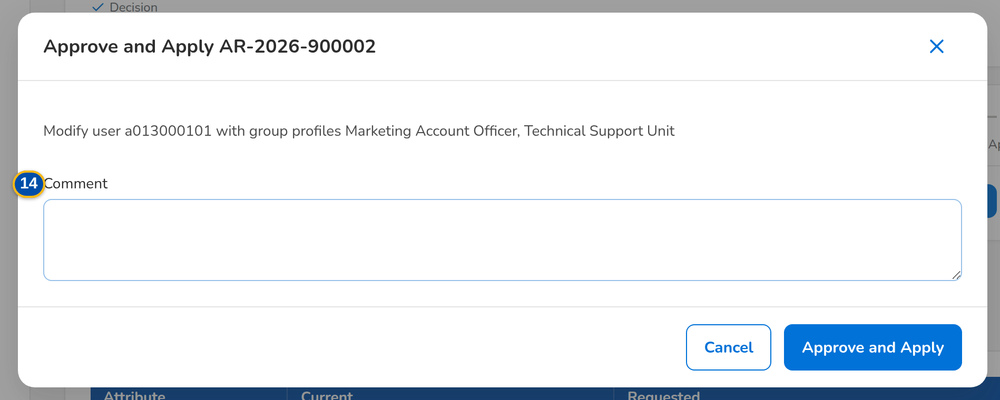 Decision
Approve and Apply AR-2026-900002
Modify user a013000101 with group profiles Marketing Account Officer, Technical Support Unit
14 Comment
Cancel Approve and Apply
Attribute Current Requested